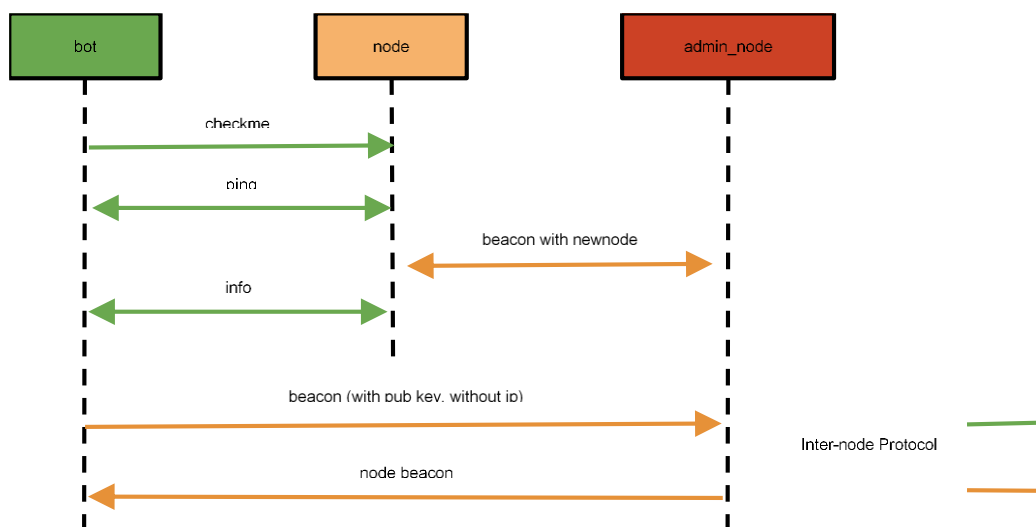 bot
node
admin_node
checkme
ping
beacon with newnode
info
beacon (with pub key, without ip)
Inter-node Protocol
node beacon